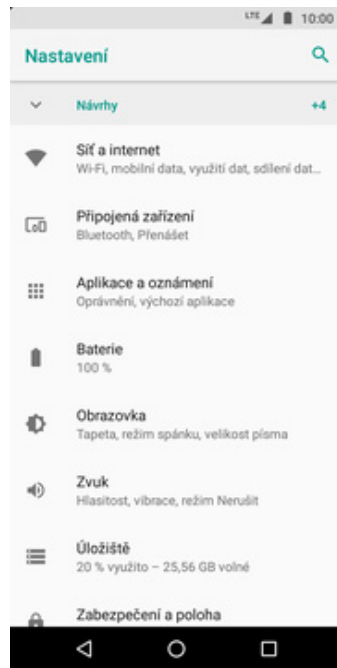 LTE 10:00
Nastavení
Návrhy +4
Síť a internet
Wi-Fi, mobilní data, využití dat, sdílení dat…
Připojená zařízení
Bluetooth, Přenášet
Aplikace a oznámení
Oprávnění, výchozí aplikace
Baterie
100 %
Obrazovka
Tapeta, režim spánku, velikost písma
Zvuk
Hlasitost, vibrace, režim Nerušit
Úložiště
20 % využito – 25,56 GB volné
Zabezpečení a poloha